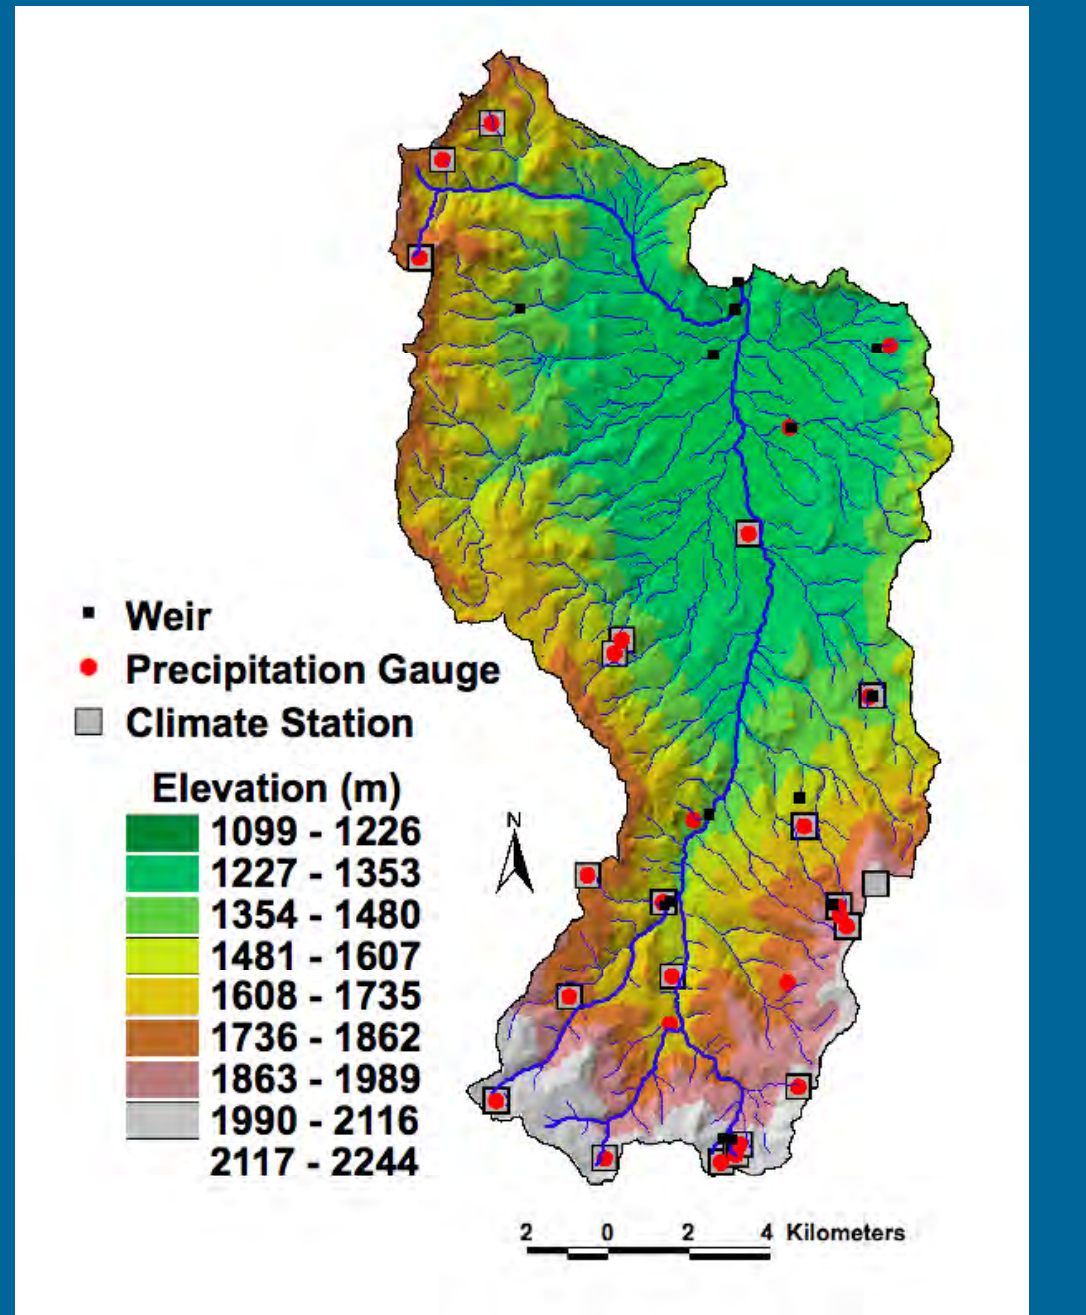 Weir
Precipitation Gauge
Climate Station
Elevation (m)
1099 - 1226
1227 - 1353
1354 - 1480
1481 - 1607
1608 - 1735
1736 - 1862
1863 - 1989
1990 - 2116
2117 - 2244
N
2 0 2 4 Kilometers